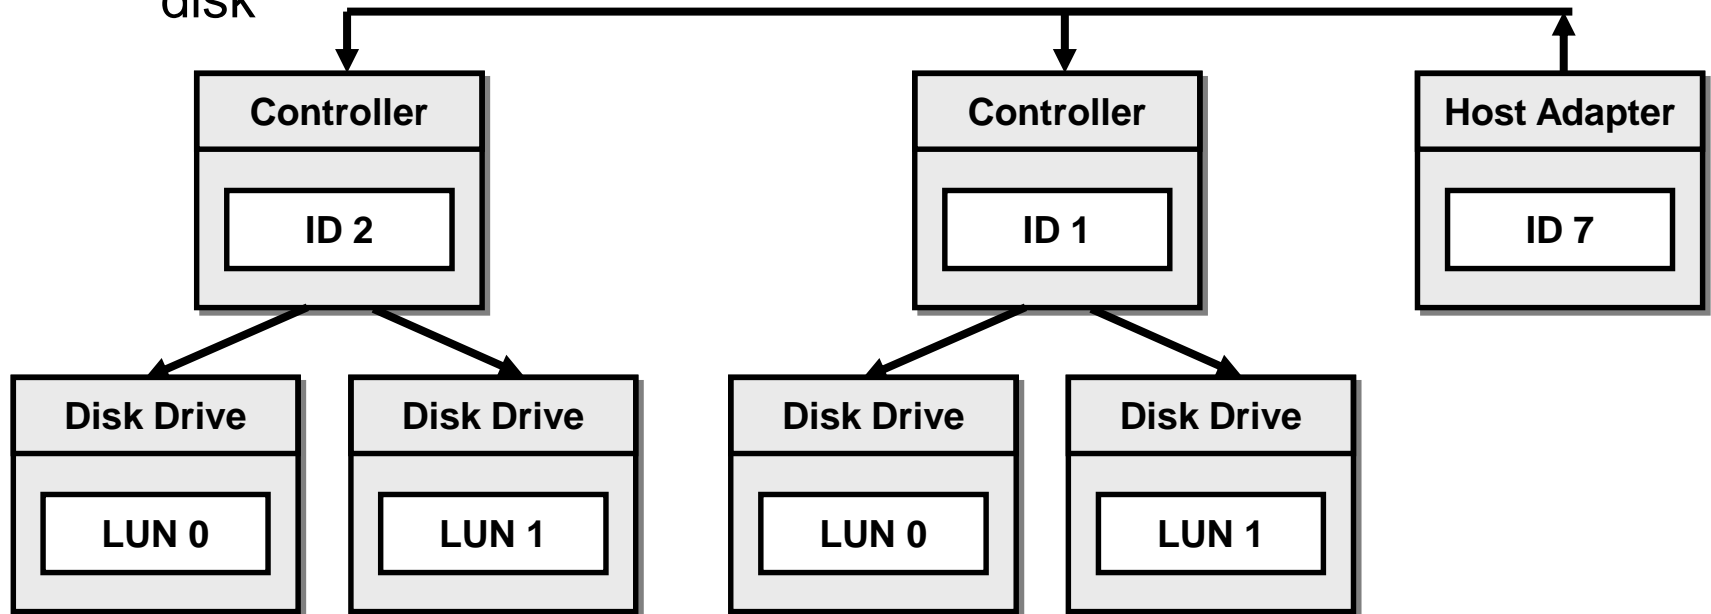 disk
Controller
Controller
Host Adapter
ID 2
ID 1
ID 7
Disk Drive
Disk Drive
Disk Drive
Disk Drive
LUN 0
LUN 1
LUN 0
LUN 1